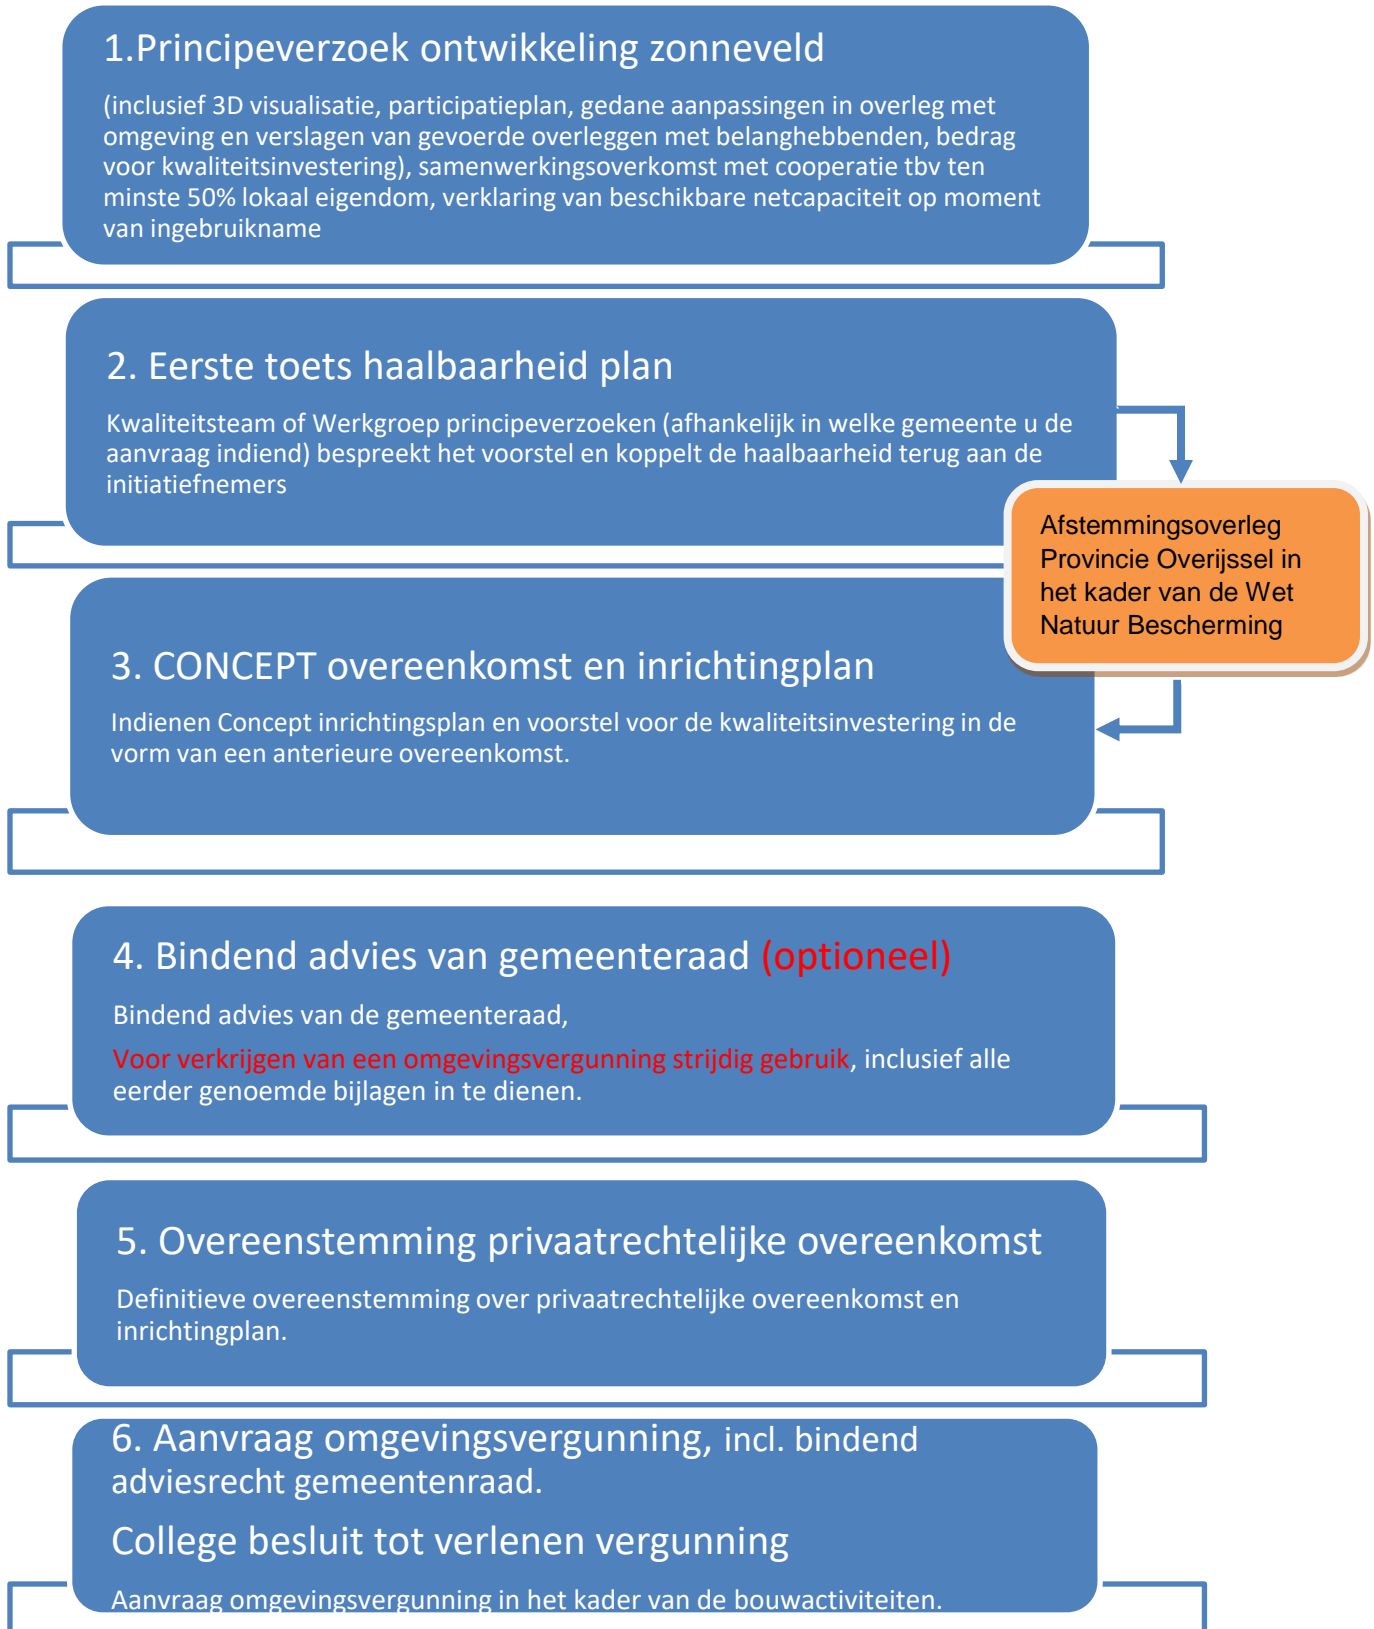 1.Principeverzoek ontwikkeling zonneveld
(inclusief 3D visualisatie, participatieplan, gedane aanpassingen in overleg met
omgeving en verslagen van gevoerde overleggen met belanghebbenden, bedrag
voor kwaliteitsinvestering), samenwerkingsoverkomst met cooperatie tbv ten
minste 50% lokaal eigendom, verklaring van beschikbare netcapaciteit op moment
van ingebruikname
2. Eerste toets haalbaarheid plan
Kwaliteitsteam of Werkgroep principeverzoeken (afhankelijk in welke gemeente u de
aanvraag indiend) bespreekt het voorstel en koppelt de haalbaarheid terug aan de
initiatiefnemers
Afstemmingsoverleg
Provincie Overijssel in
het kader van de Wet
Natuur Bescherming
3. CONCEPT overeenkomst en inrichtingplan
Indienen Concept inrichtingsplan en voorstel voor de kwaliteitsinvestering in de
vorm van een anterieure overeenkomst.
4. Bindend advies van gemeenteraad (optioneel)
Bindend advies van de gemeenteraad,
Voor verkrijgen van een omgevingsvergunning strijdig gebruik, inclusief alle
eerder genoemde bijlagen in te dienen.
5. Overeenstemming privaatrechtelijke overeenkomst
Definitieve overeenstemming over privaatrechtelijke overeenkomst en
inrichtingplan.
6. Aanvraag omgevingsvergunning, incl. bindend
adviesrecht gemeentenraad.
College besluit tot verlenen vergunning
Aanvraag omgevingsvergunning in het kader van de bouwactiviteiten.